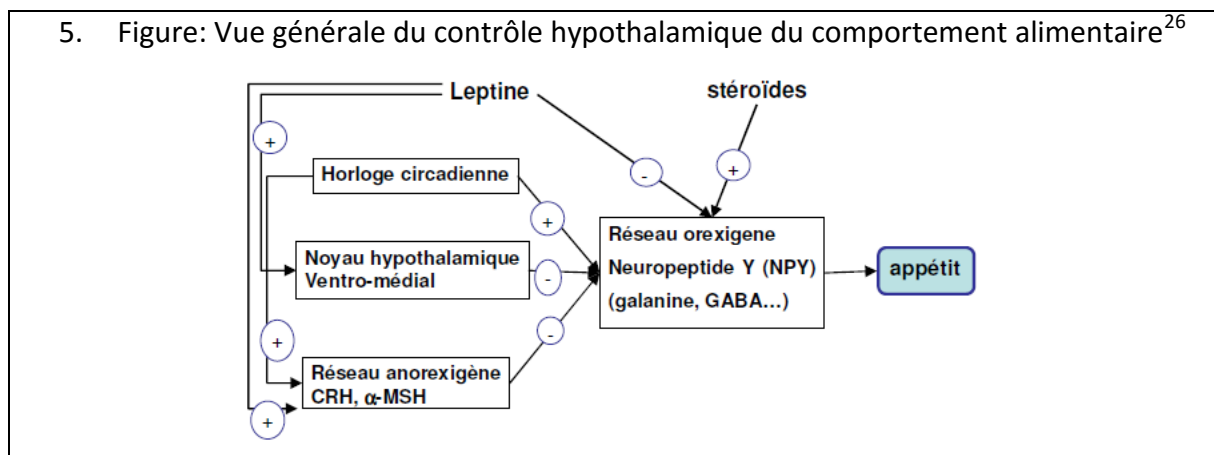 5. Figure: Vue générale du contrôle hypothalamique du comportement alimentaire26
Leptine
stéroïdes
+
Horloge circadienne
-
+
+
Réseau orexigene
Neuropeptide Y (NPY)
(galanine, GABA...)
Noyau hypothalamique
Ventro-médial
-
appétit
-
+
Réseau anorexigène
CRH, α-MSH
+